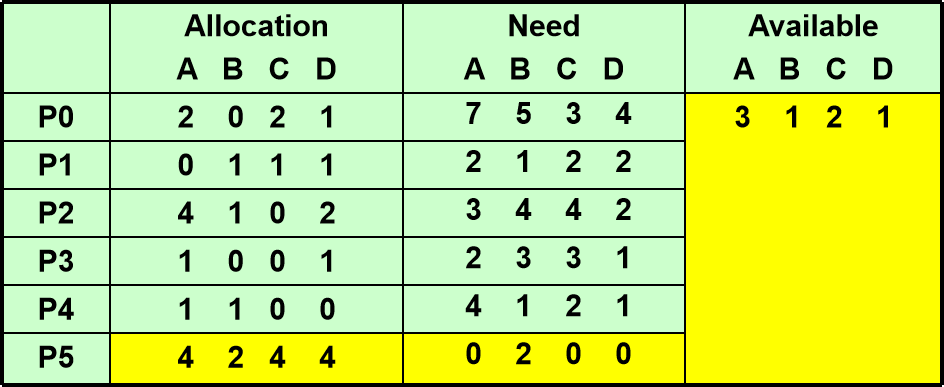 Allocation Need Available
A B C D A B C D A B C D
P0 2 0 2 1 7 5 3 4 3 1 2 1
P1 0 1 1 1 2 1 2 2
P2 4 1 0 2 3 4 4 2
P3 1 0 0 1 2 3 3 1
P4 1 1 0 0 4 1 2 1
P5 4 2 4 4 0 2 0 0